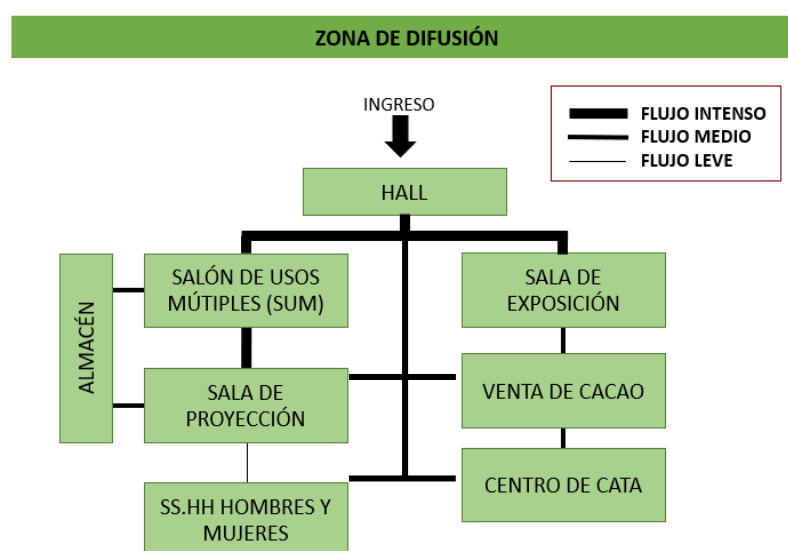 ZONA DE DIFUSIÓN
INGRESO
FLUJO INTENSO
FLUJO MEDIO
FLUJO LEVE
HALL
ALMACÉN
SALÓN DE USOS
MÚTIPLES (SUM)
SALA DE
EXPOSICIÓN
SALA DE
PROYECCIÓN
VENTA DE CACAO
SS.HH HOMBRES Y
MUJERES
CENTRO DE CATA